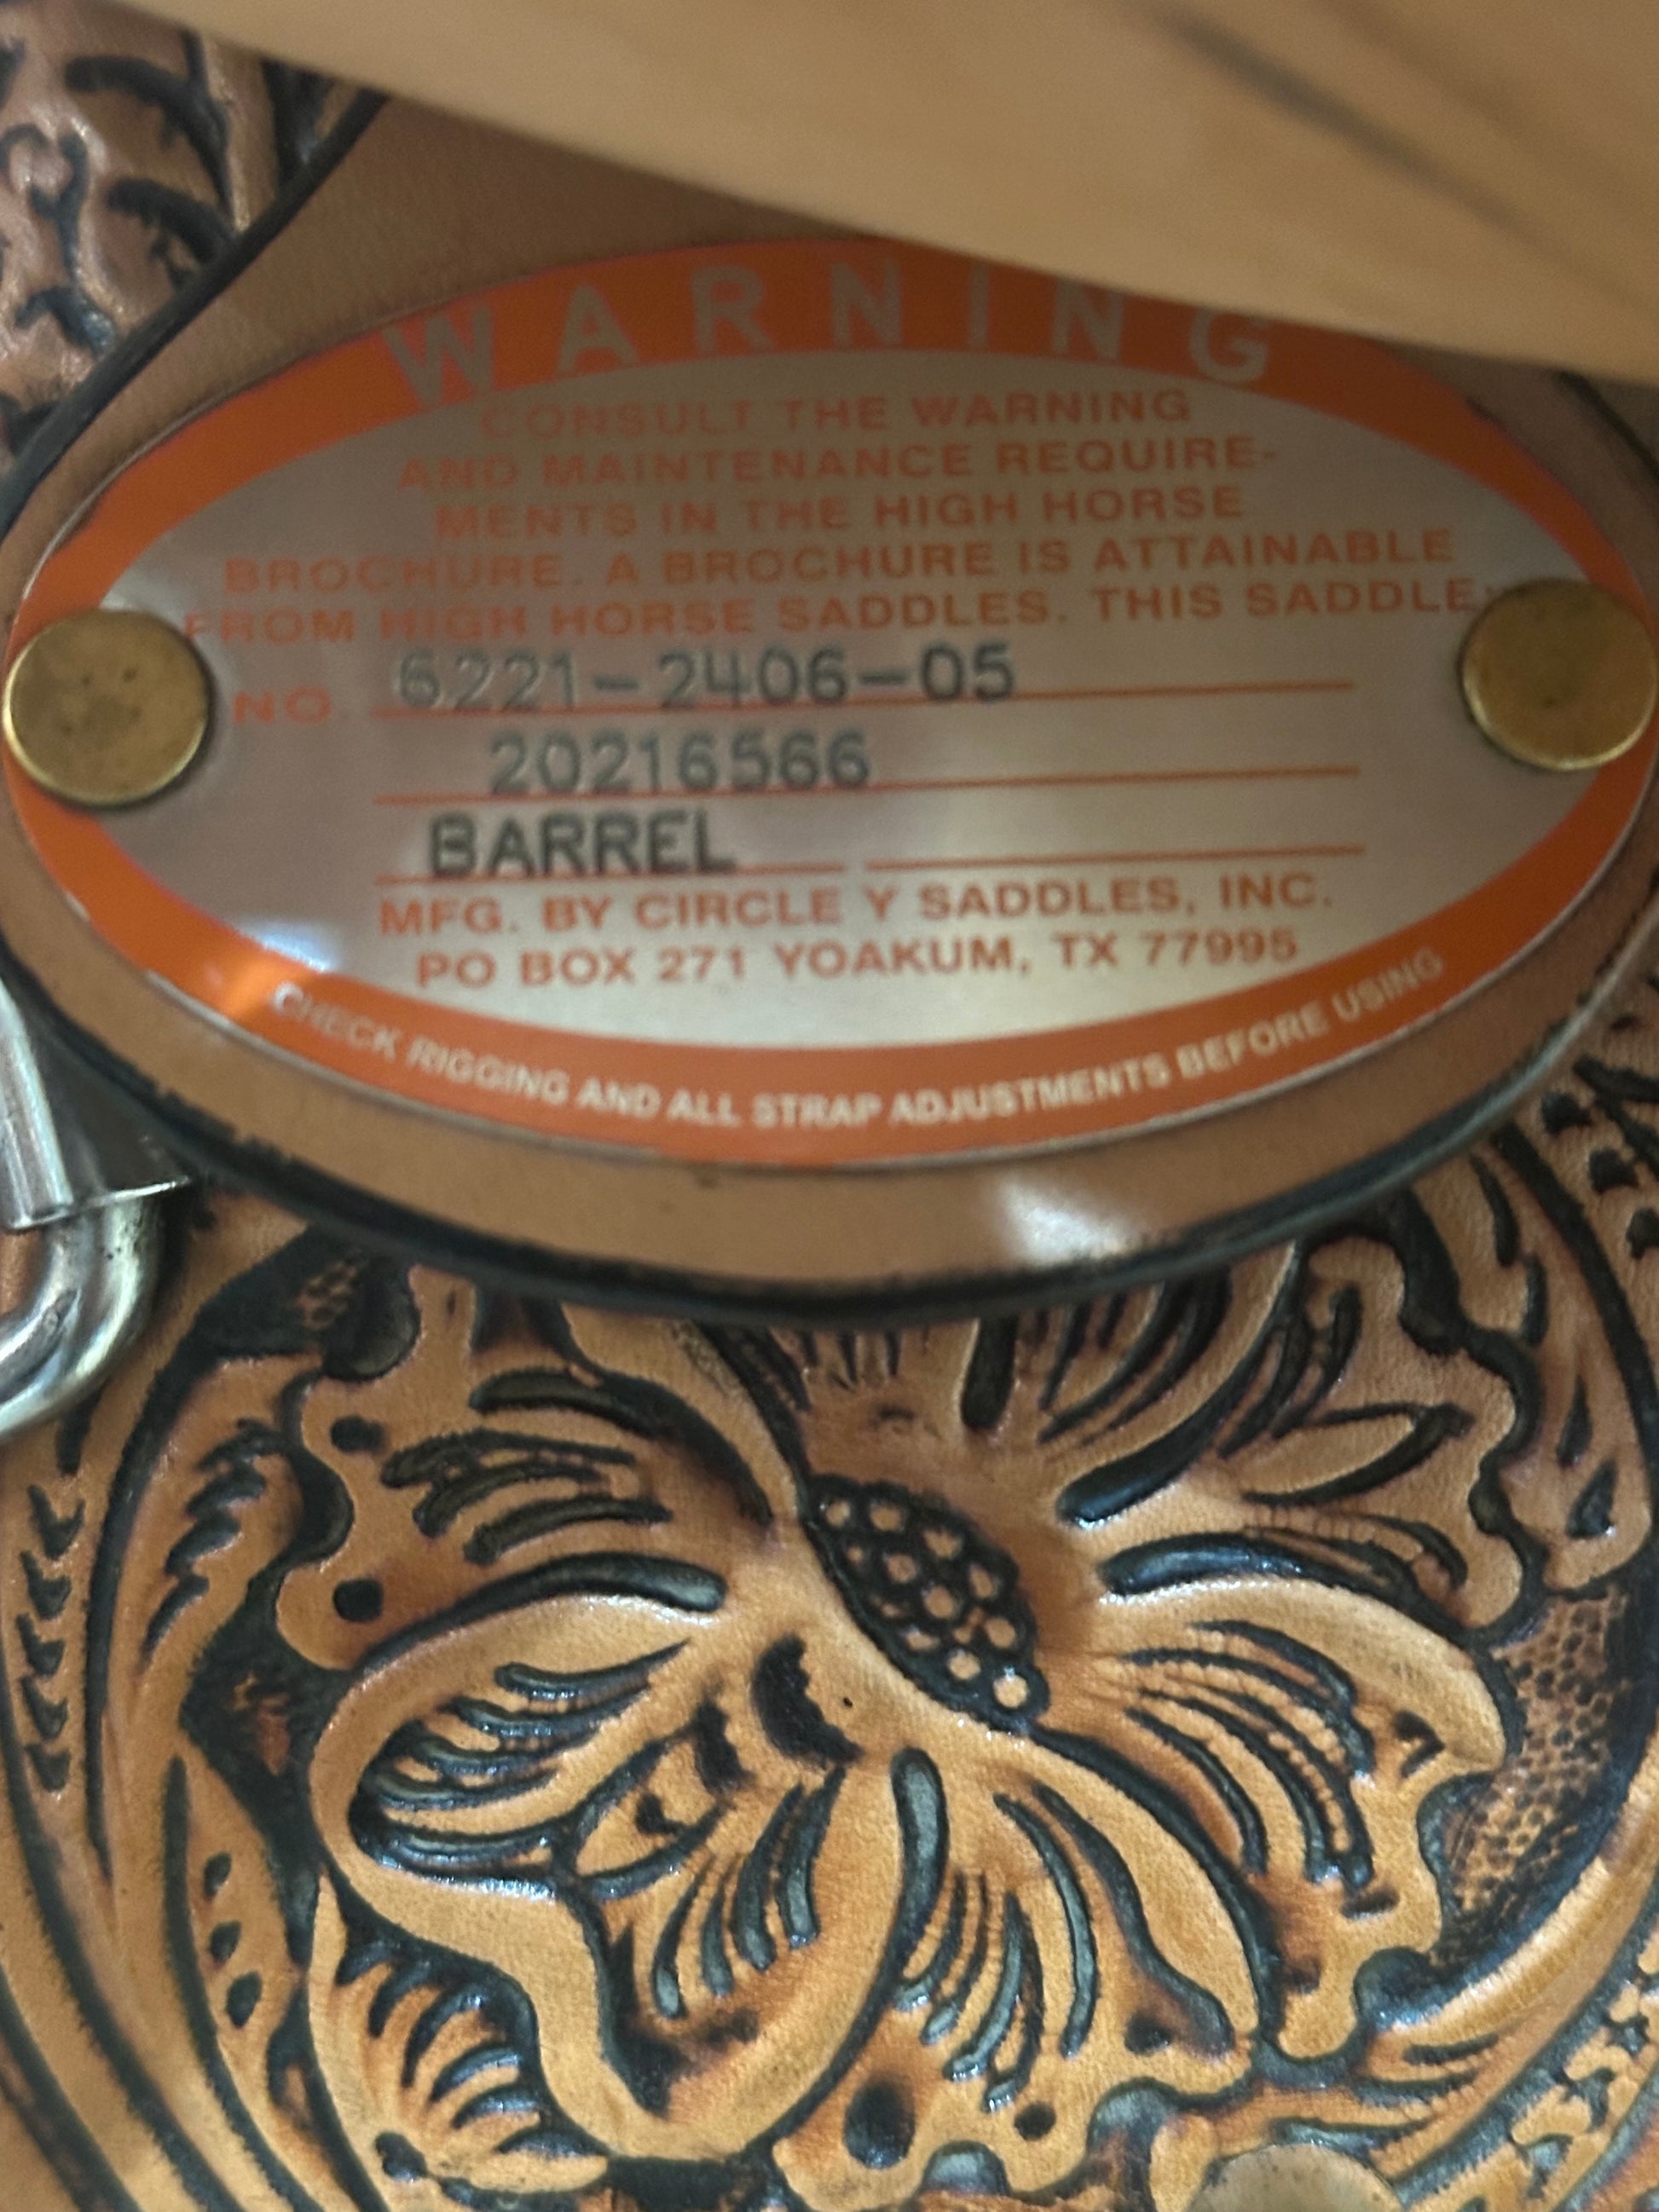 WARNING
CONSULT THE WARNING
AND MAINTENANCE REQUIRE-
MENTS IN THE HIGH HORSE
BROCHURE. A BROCHURE IS ATTAINABLE
FROM HIGH HORSE SADDLES. THIS SADDLE:
NO. 6221-2406-05
20216566
BARREL
MFG. BY CIRCLE Y SADDLES, INC.
PO BOX 271 YOAKUM, TX 77995
CHECK RIGGING AND ALL STRAP ADJUSTMENTS BEFORE USING